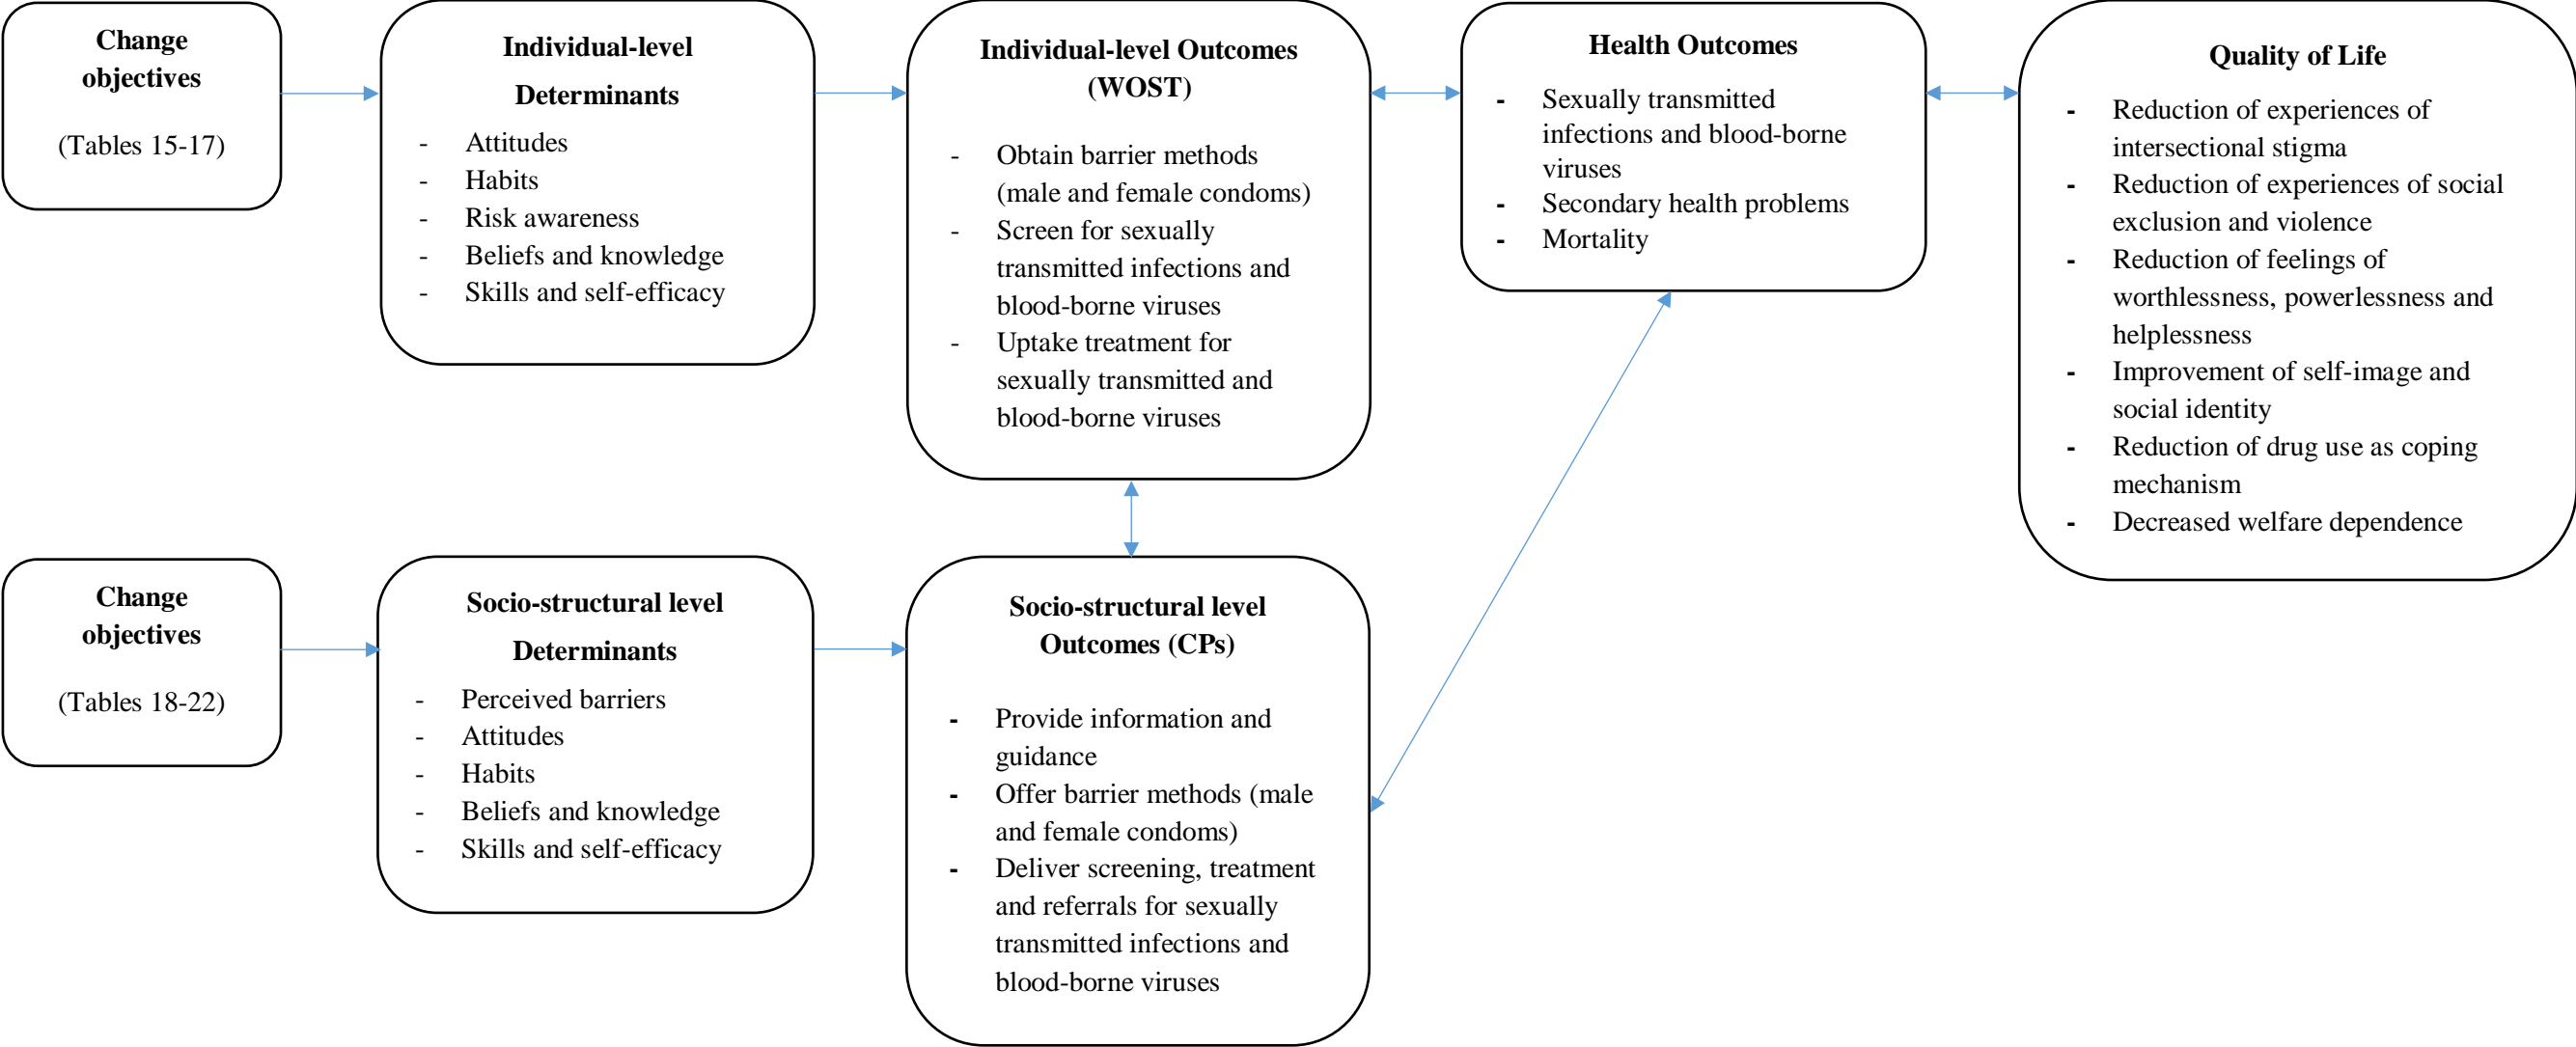 Change
objectives
(Tables 15-17)
Individual-level
Determinants
- Attitudes
- Habits
- Risk awareness
- Beliefs and knowledge
- Skills and self-efficacy
Individual-level Outcomes
(WOST)
- Obtain barrier methods
(male and female condoms)
- Screen for sexually
transmitted infections and
blood-borne viruses
- Uptake treatment for
sexually transmitted and
blood-borne viruses
Health Outcomes
- Sexually transmitted
infections and blood-borne
viruses
- Secondary health problems
- Mortality
Quality of Life
- Reduction of experiences of
intersectional stigma
- Reduction of experiences of social
exclusion and violence
- Reduction of feelings of
worthlessness, powerlessness and
helplessness
- Improvement of self-image and
social identity
- Reduction of drug use as coping
mechanism
- Decreased welfare dependence
Change
objectives
(Tables 18-22)
Socio-structural level
Determinants
- Perceived barriers
- Attitudes
- Habits
- Beliefs and knowledge
- Skills and self-efficacy
Socio-structural level
Outcomes (CPs)
- Provide information and
guidance
- Offer barrier methods (male
and female condoms)
- Deliver screening, treatment
and referrals for sexually
transmitted infections and
blood-borne viruses